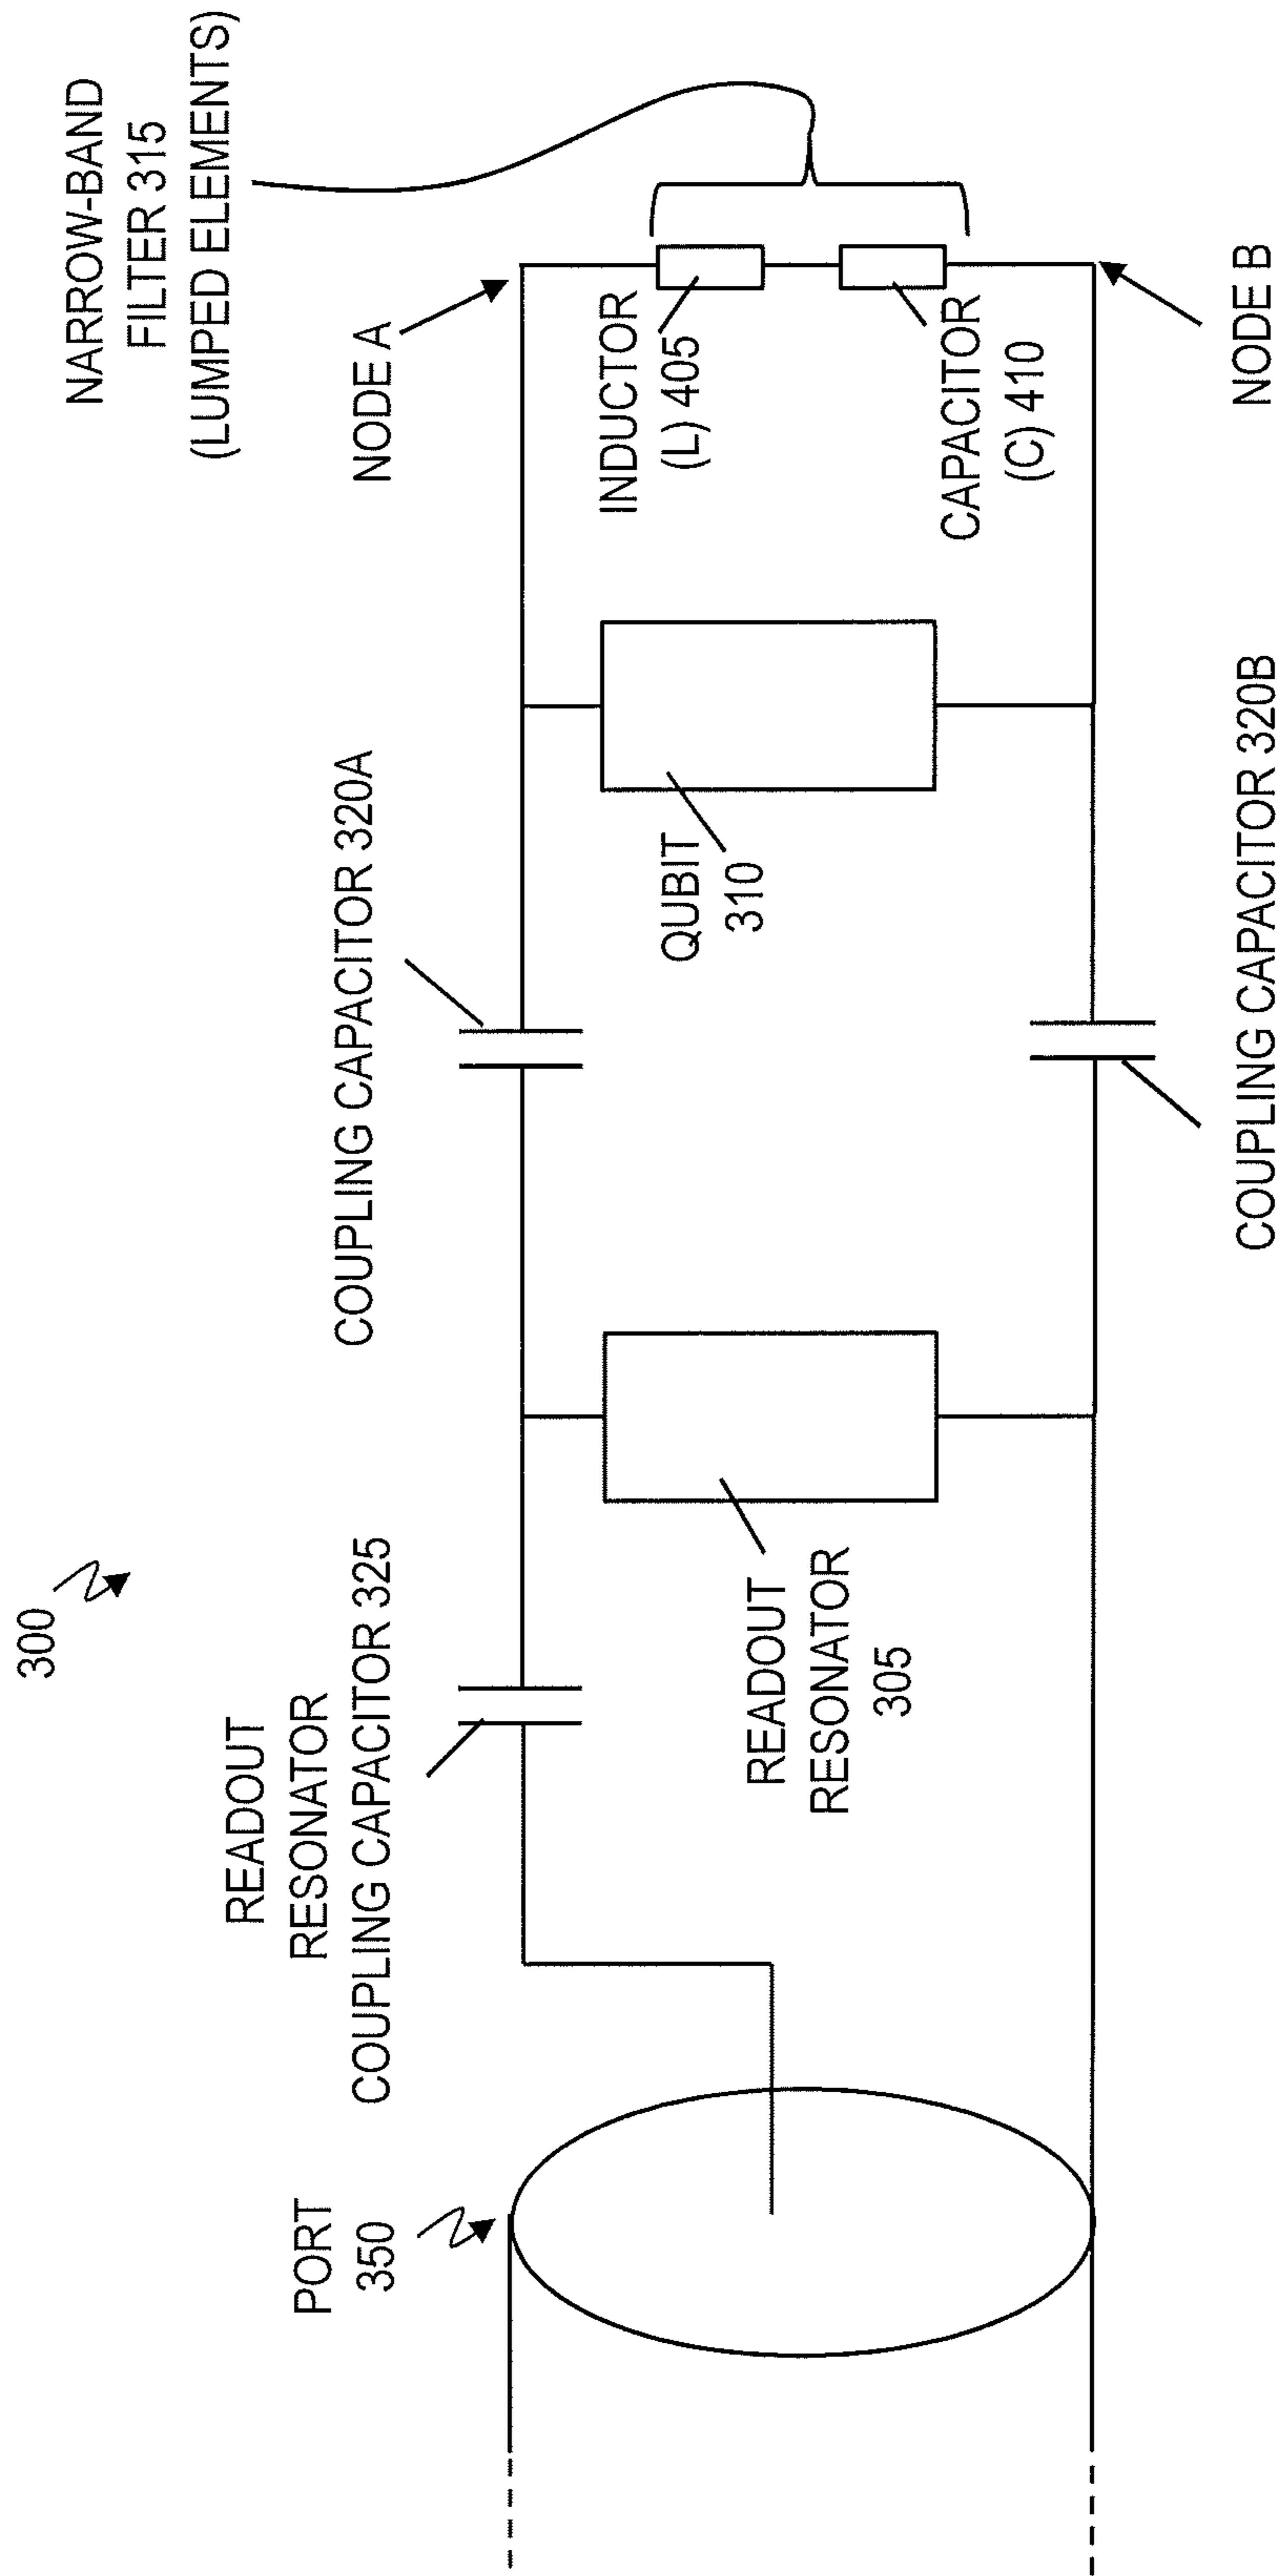 300
PORT
350
READOUT
RESONATOR
COUPLING CAPACITOR 325
READOUT
RESONATOR
305
COUPLING CAPACITOR 320A
COUPLING CAPACITOR 320B
QUBIT
310
NARROW-BAND
FILTER 315
(LUMPED ELEMENTS)
NODE A
INDUCTOR
(L) 405
CAPACITOR
(C) 410
NODE B